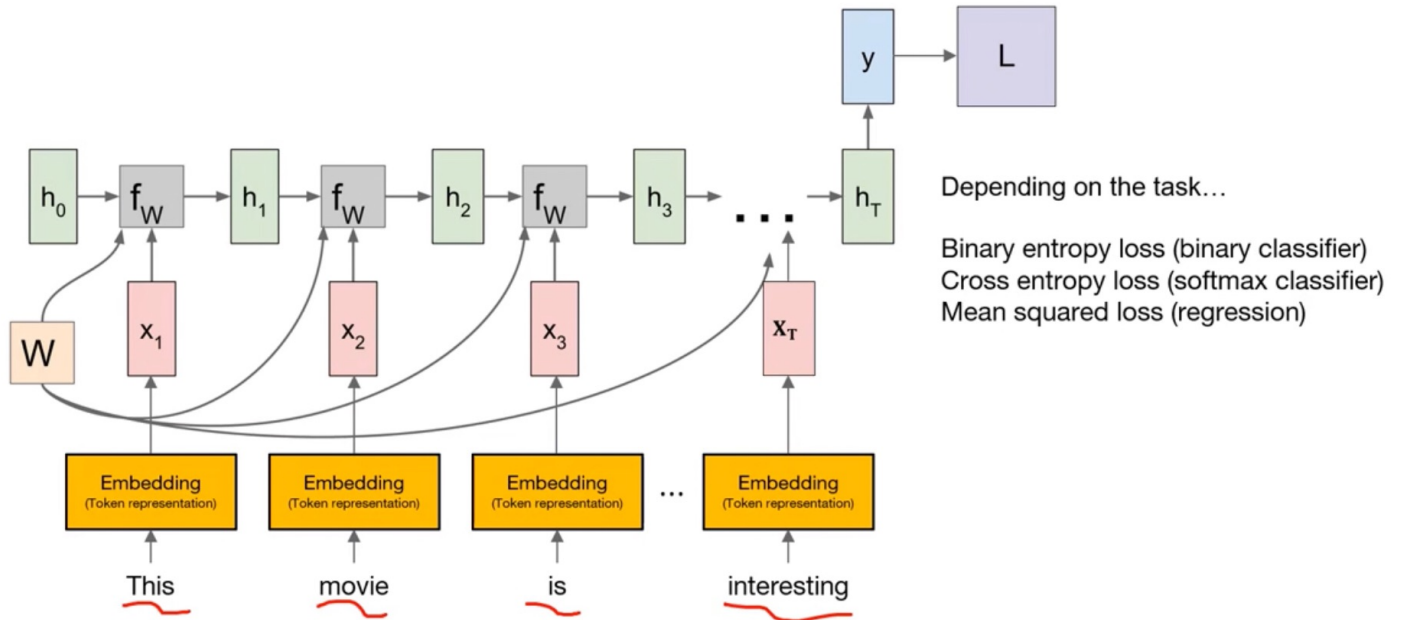 y
L
h0
fW
h1
fW
h2
fW
h3
...
hT
Depending on the task...
Binary entropy loss (binary classifier)
Cross entropy loss (softmax classifier)
Mean squared loss (regression)
W
x1
x2
x3
xT
Embedding
(Token representation)
Embedding
(Token representation)
Embedding
(Token representation)
...
Embedding
(Token representation)
This
movie
is
interesting